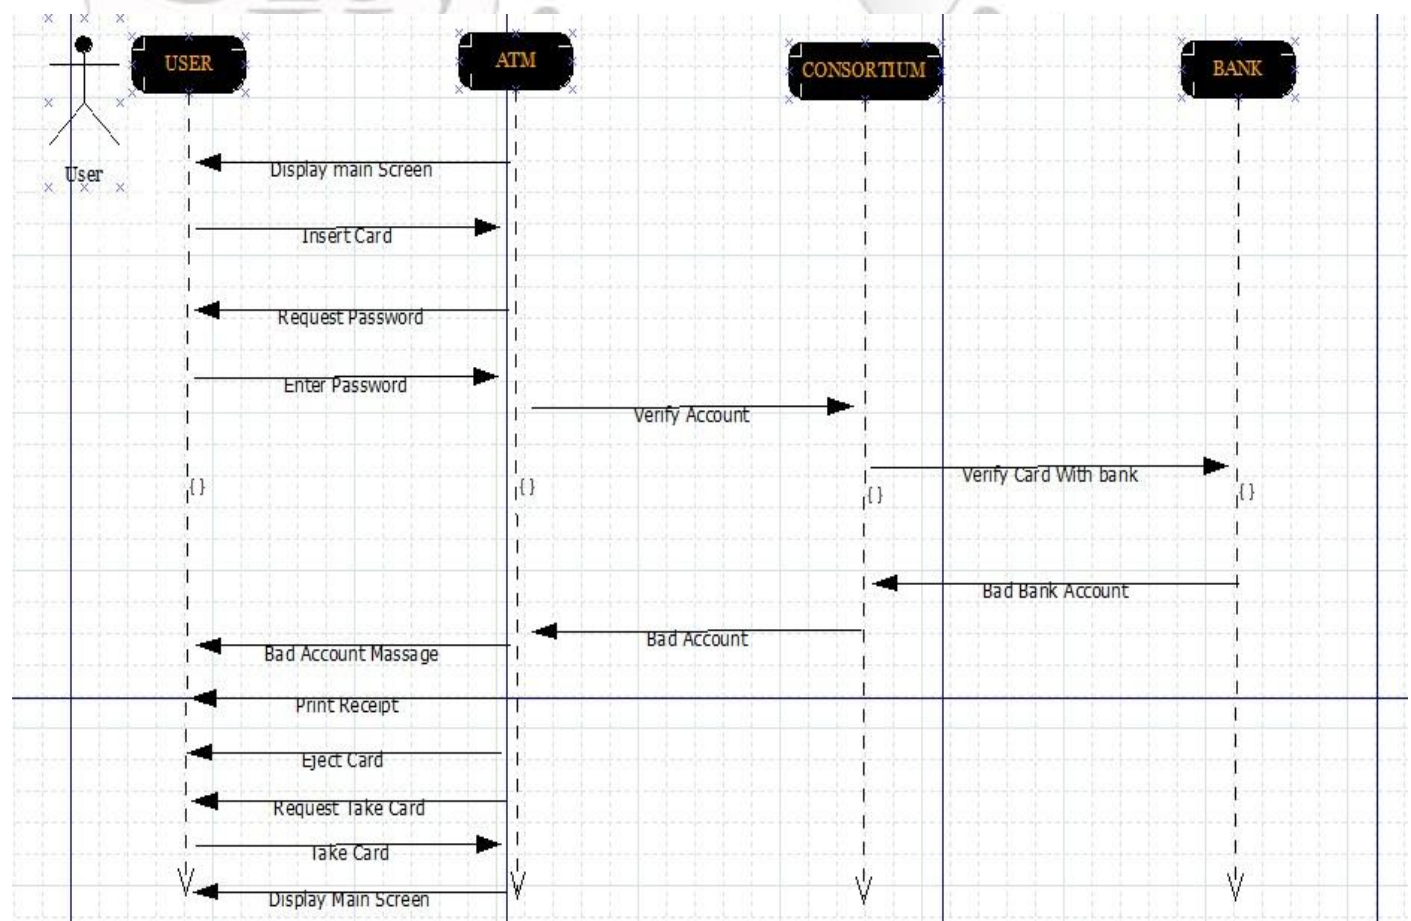 USER
ATM
CONSORTIUM
BANK
User
Display main Screen
Insert Card
Request Password
Enter Password
Verify Account
Verify Card With bank
{ }
{ }
{ }
{ }
Bad Bank Account
Bad Account
Bad Account Massage
Print Receipt
Eject Card
Request Take Card
Take Card
Display Main Screen